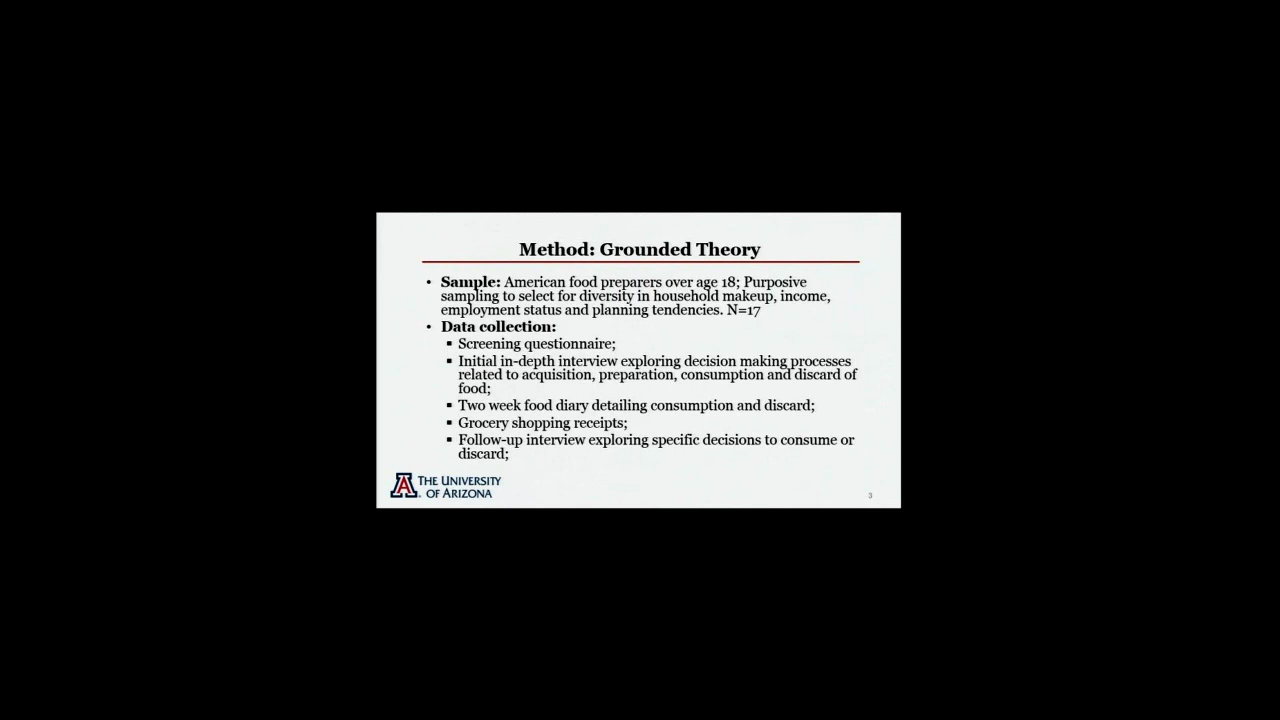 Method: Grounded Theory
• Sample: American food preparers over age 18; Purposive
sampling to select for diversity in household makeup, income,
employment status and planning tendencies. N=17
• Data collection:
▪ Screening questionnaire;
▪ Initial in-depth interview exploring decision making processes
related to acquisition, preparation, consumption and discard of
food;
▪ Two week food diary detailing consumption and discard;
▪ Grocery shopping receipts;
▪ Follow-up interview exploring specific decisions to consume or
discard;
A THE UNIVERSITY
OF ARIZONA
3